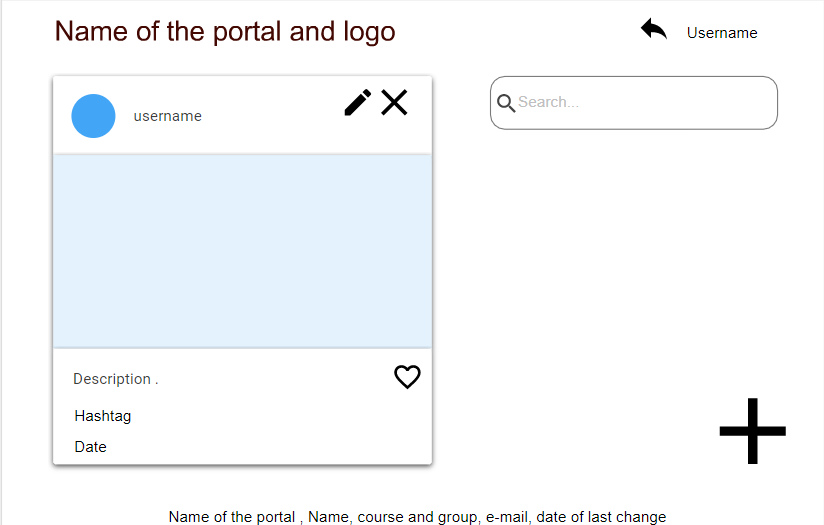 Name of the portal and logo
Username
username
Search...
Description .
Hashtag
Date
Name of the portal , Name, course and group, e-mail, date of last change